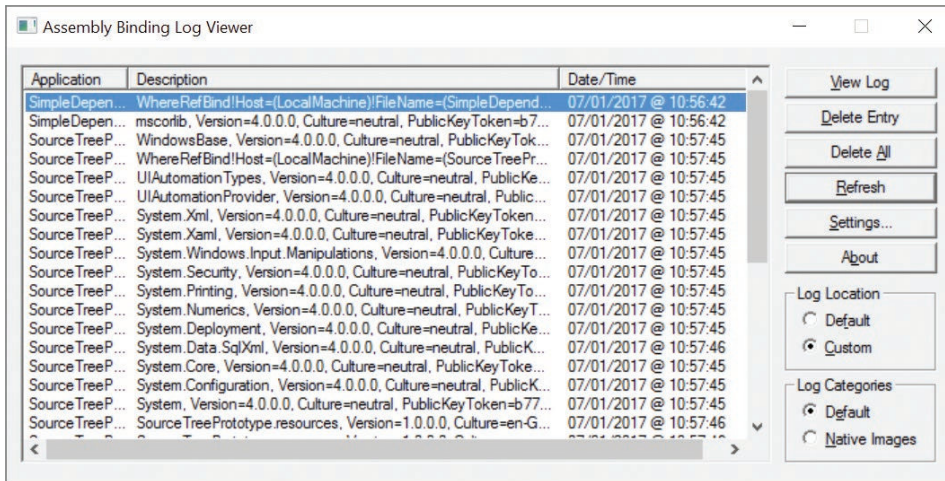 Assembly Binding Log Viewer
Application Description Date/Time
SimpleDepen... WhereRefBind!Host=(LocalMachine)!FileName=(SimpleDepend... 07/01/2017 @ 10:56:42
SimpleDepen... mscorlib, Version=4.0.0.0, Culture=neutral, PublicKeyToken=b7... 07/01/2017 @ 10:56:42
SourceTreeP... WindowsBase, Version=4.0.0.0, Culture=neutral, PublicKeyTok... 07/01/2017 @ 10:57:45
SourceTreeP... WhereRefBind!Host=(LocalMachine)!FileName=(SourceTreePr... 07/01/2017 @ 10:57:45
SourceTreeP... UIAutomationTypes, Version=4.0.0.0, Culture=neutral, PublicKe... 07/01/2017 @ 10:57:45
SourceTreeP... UIAutomationProvider, Version=4.0.0.0, Culture=neutral, Public... 07/01/2017 @ 10:57:45
SourceTreeP... System.Xml, Version=4.0.0.0, Culture=neutral, PublicKeyToken... 07/01/2017 @ 10:57:45
SourceTreeP... System.Xaml, Version=4.0.0.0, Culture=neutral, PublicKeyToke... 07/01/2017 @ 10:57:45
SourceTreeP... System.Windows.Input.Manipulations, Version=4.0.0.0, Culture... 07/01/2017 @ 10:57:45
SourceTreeP... System.Security, Version=4.0.0.0, Culture=neutral, PublicKeyTo... 07/01/2017 @ 10:57:45
SourceTreeP... System.Printing, Version=4.0.0.0, Culture=neutral, PublicKeyTo... 07/01/2017 @ 10:57:45
SourceTreeP... System.Numerics, Version=4.0.0.0, Culture=neutral, PublicKeyT... 07/01/2017 @ 10:57:45
SourceTreeP... System.Deployment, Version=4.0.0.0, Culture=neutral, PublicKe... 07/01/2017 @ 10:57:45
SourceTreeP... System.Data.SqlXml, Version=4.0.0.0, Culture=neutral, PublicK... 07/01/2017 @ 10:57:46
SourceTreeP... System.Core, Version=4.0.0.0, Culture=neutral, PublicKeyToke... 07/01/2017 @ 10:57:45
SourceTreeP... System.Configuration, Version=4.0.0.0, Culture=neutral, PublicK... 07/01/2017 @ 10:57:45
SourceTreeP... System, Version=4.0.0.0, Culture=neutral, PublicKeyToken=b77... 07/01/2017 @ 10:57:45
SourceTreeP... SourceTreePrototype.resources, Version=1.0.0.0, Culture=en-G... 07/01/2017 @ 10:57:46
View Log
Delete Entry
Delete All
Refresh
Settings...
About
Log Location
Default
Custom
Log Categories
Default
Native Images